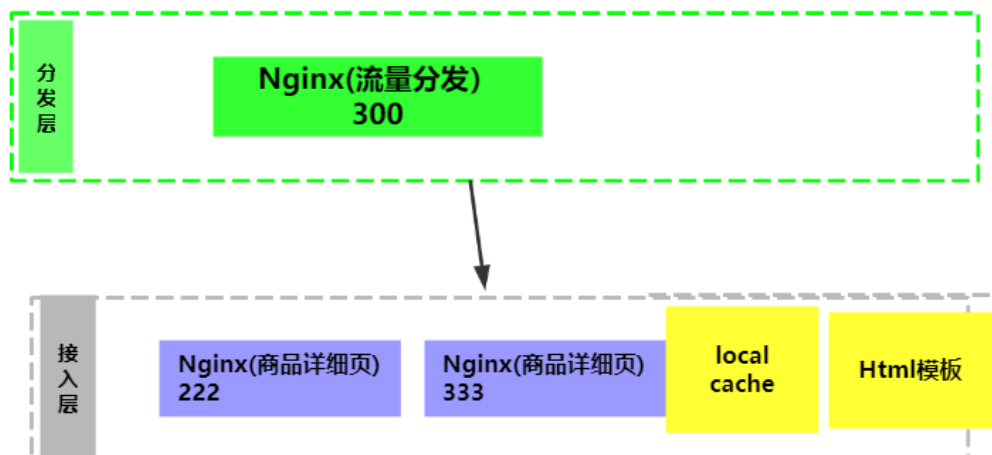 分
发
层
Nginx(流量分发)
300
接
入
层
Nginx(商品详细页)
222
Nginx(商品详细页)
333
local
cache
Html模板